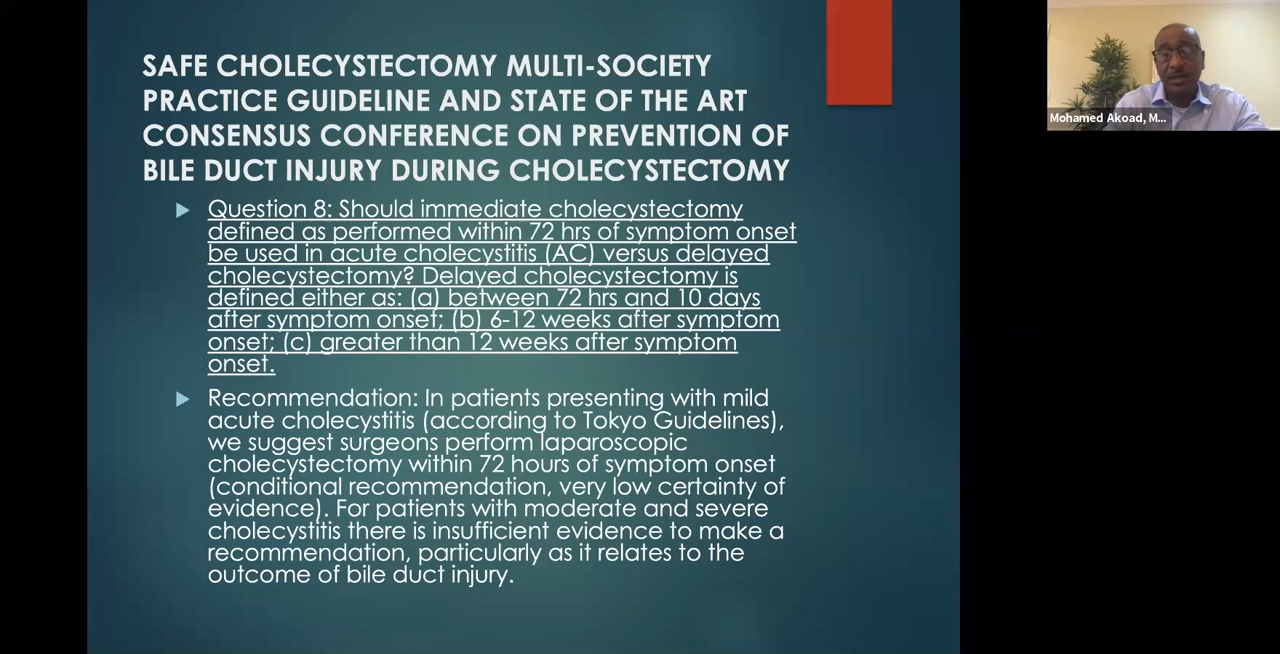 SAFE CHOLECYSTECTOMY MULTI-SOCIETY
PRACTICE GUIDELINE AND STATE OF THE ART
CONSENSUS CONFERENCE ON PREVENTION OF
BILE DUCT INJURY DURING CHOLECYSTECTOMY
Question 8: Should immediate cholecystectomy
defined as performed within 72 hrs of symptom onset
be used in acute cholecystitis (AC) versus delayed
cholecystectomy? Delayed cholecystectomy is
defined either as: (a) between 72 hrs and 10 days
after symptom onset; (b) 6-12 weeks after symptom
onset; (c) greater than 12 weeks after symptom
onset.
Recommendation: In patients presenting with mild
acute cholecystitis (according to Tokyo Guidelines),
we suggest surgeons perform laparoscopic
cholecystectomy within 72 hours of symptom onset
(conditional recommendation, very low certainty of
evidence). For patients with moderate and severe
cholecystitis there is insufficient evidence to make a
recommendation, particularly as it relates to the
outcome of bile duct injury.
Mohamed Akoad, M...